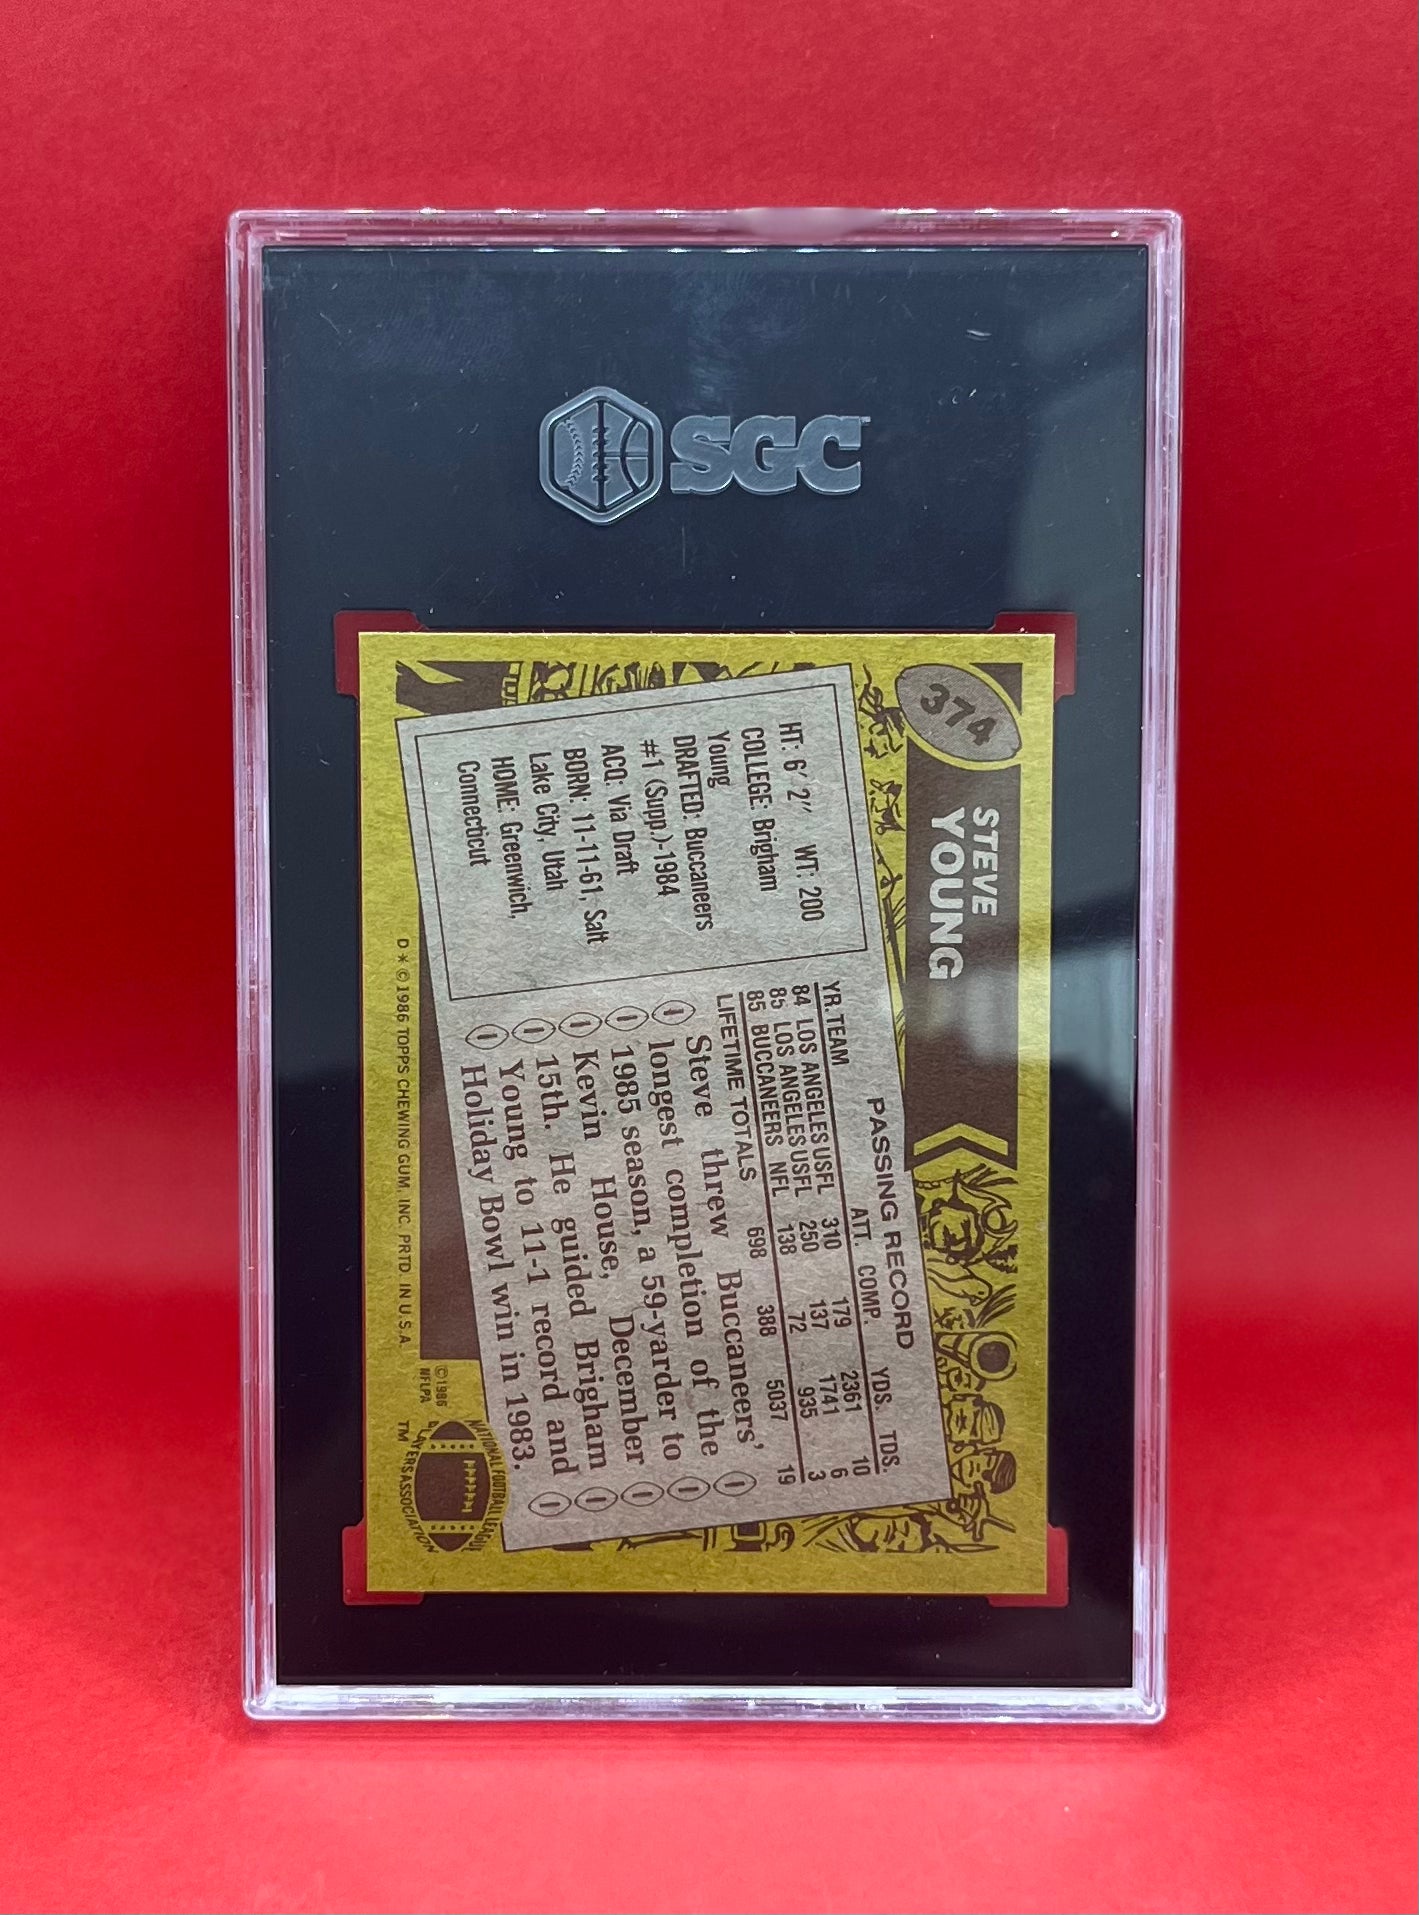 SGC
374
STEVE
YOUNG
HT: 6'2" WT: 200
COLLEGE: Brigham
Young
DRAFTED: Buccaneers
#1 (Supp.)-1984
ACQ: Via Draft
BORN: 11-11-61, Salt
Lake City, Utah
HOME: Greenwich,
Connecticut
PASSING RECORD
YR. TEAM ATT. COMP. YDS. TDS.
84 LOS ANGELES USFL 310 179 2361 10
85 LOS ANGELES USFL 250 137 1741 6
85 BUCCANEERS NFL 138 72 935 3
LIFETIME TOTALS 698 388 5037 19
Steve threw Buccaneers'
longest completion of the
1985 season, a 59-yarder to
Kevin House, December
15th. He guided Brigham
Young to 11-1 record and
Holiday Bowl win in 1983.
D * © 1986 TOPPS CHEWING GUM, INC. PRTD. IN U.S.A.
© 1986
NFLPA
NATIONAL FOOTBALL LEAGUE
PLAYERS ASSOCIATION
TM